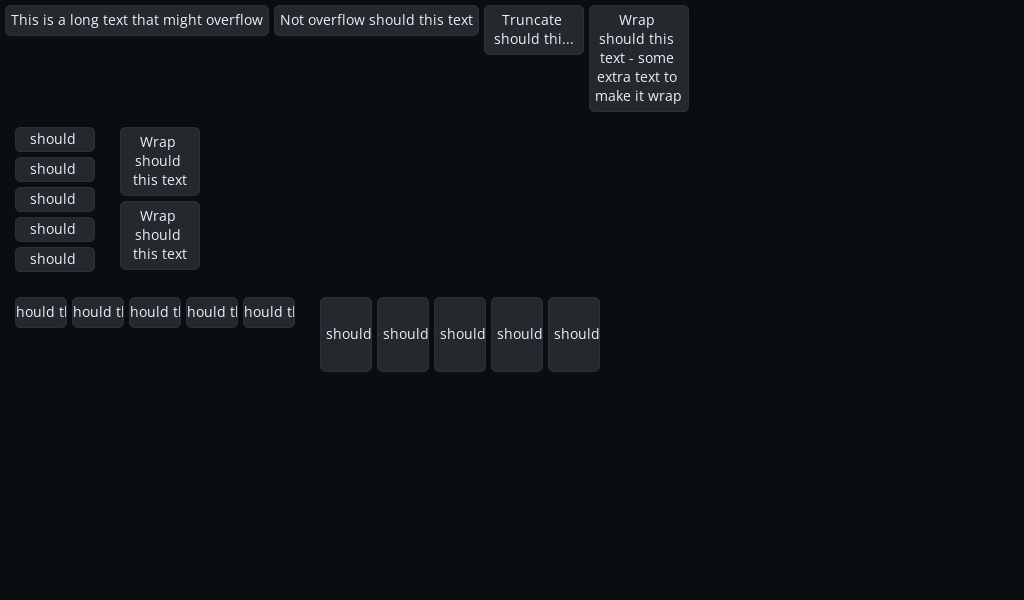 This is a long text that might overflow
Not overflow should this text
Truncate
should thi...
Wrap
should this
text - some
extra text to
make it wrap
should
should
should
should
should
Wrap
should
this text
Wrap
should
this text
hould tl
hould tl
hould tl
hould tl
hould tl
should
should
should
should
should